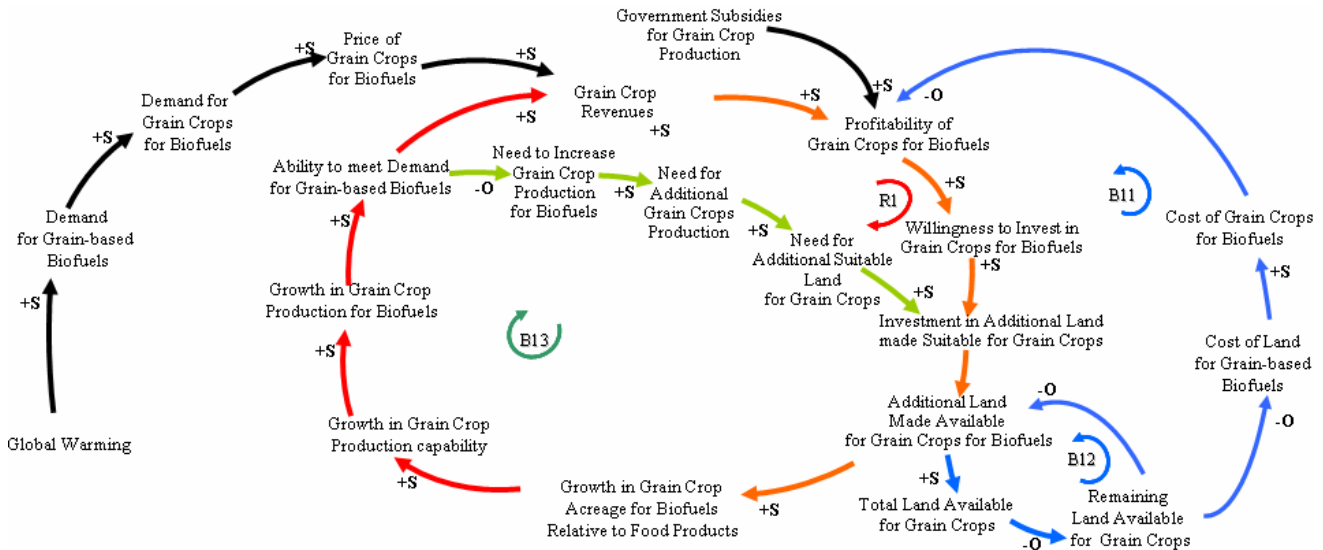 Government Subsidies
for Grain Crop
Production
+S
Price of
Grain Crop
for Biofuels
+S
+S
+S
-O
Demand for
Grain Crops
for Biofuels
+S
Grain Crop
Revenues
+S
+S
+S
Profitability of
Grain Crops for Biofuels
Ability to meet Demand
for Grain-based Biofuels
-O
Need to Increase
Grain Crop
Production
for Biofuels
+S
Need for
Additional
Grain Crops
Production
+S
+S
R1
B11
Demand
for Grain-based
Biofuels
+S
Need for
Additional Suitable
Land
for Grain Crops
+S
Willingness to Invest in
Grain Crops for Biofuels
+S
Cost of Grain Crops
for Biofuels
+S
+S
Growth in Grain Crop
Production for Biofuels
+S
B13
Investment in Additional Land
made Suitable for Grain Crops
Cost of Land
for Grain-based
Biofuels
-O
-O
Additional Land
Made Available
for Grain Crops for Biofuels
B12
Global Warming
Growth in Grain Crop
Production capability
+S
+S
Growth in Grain Crop
Acreage for Biofuels
Relative to Food Products
+S
Total Land Available
for Grain Crops
-O
Remaining
Land Available
for Grain Crops